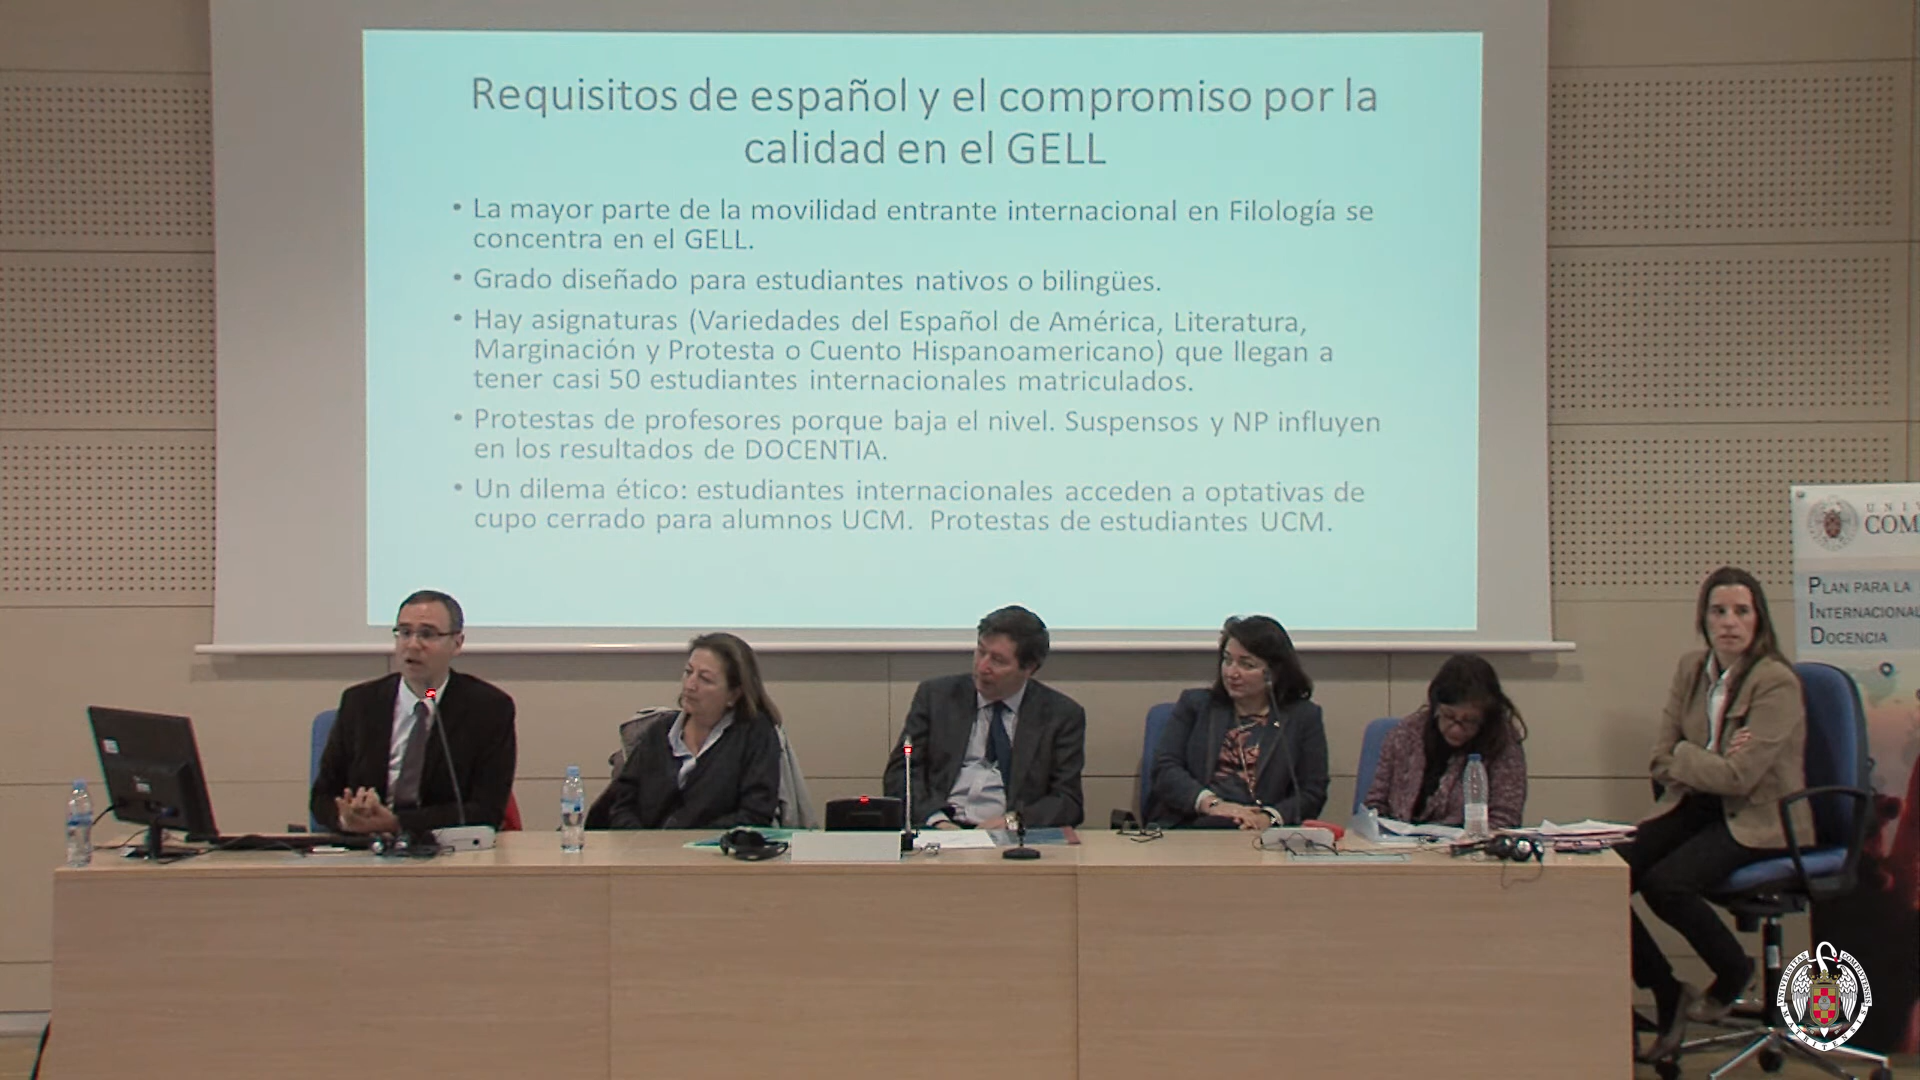 Requisitos de español y el compromiso por la
calidad en el GELL
• La mayor parte de la movilidad entrante internacional en Filología se
concentra en el GELL.
• Grado diseñado para estudiantes nativos o bilingües.
• Hay asignaturas (Variedades del Español de América, Literatura,
Marginación y Protesta o Cuento Hispanoamericano) que llegan a
tener casi 50 estudiantes internacionales matriculados.
• Protestas de profesores porque baja el nivel. Suspensos y NP influyen
en los resultados de DOCENTIA.
• Un dilema ético: estudiantes internacionales acceden a optativas de
cupo cerrado para alumnos UCM. Protestas de estudiantes UCM.
UNI
COM
PLAN PARA LA
INTERNACIONAL
DOCENCIA
UNIVERSITAS COMPLUTENSIS
MATRITENSIS